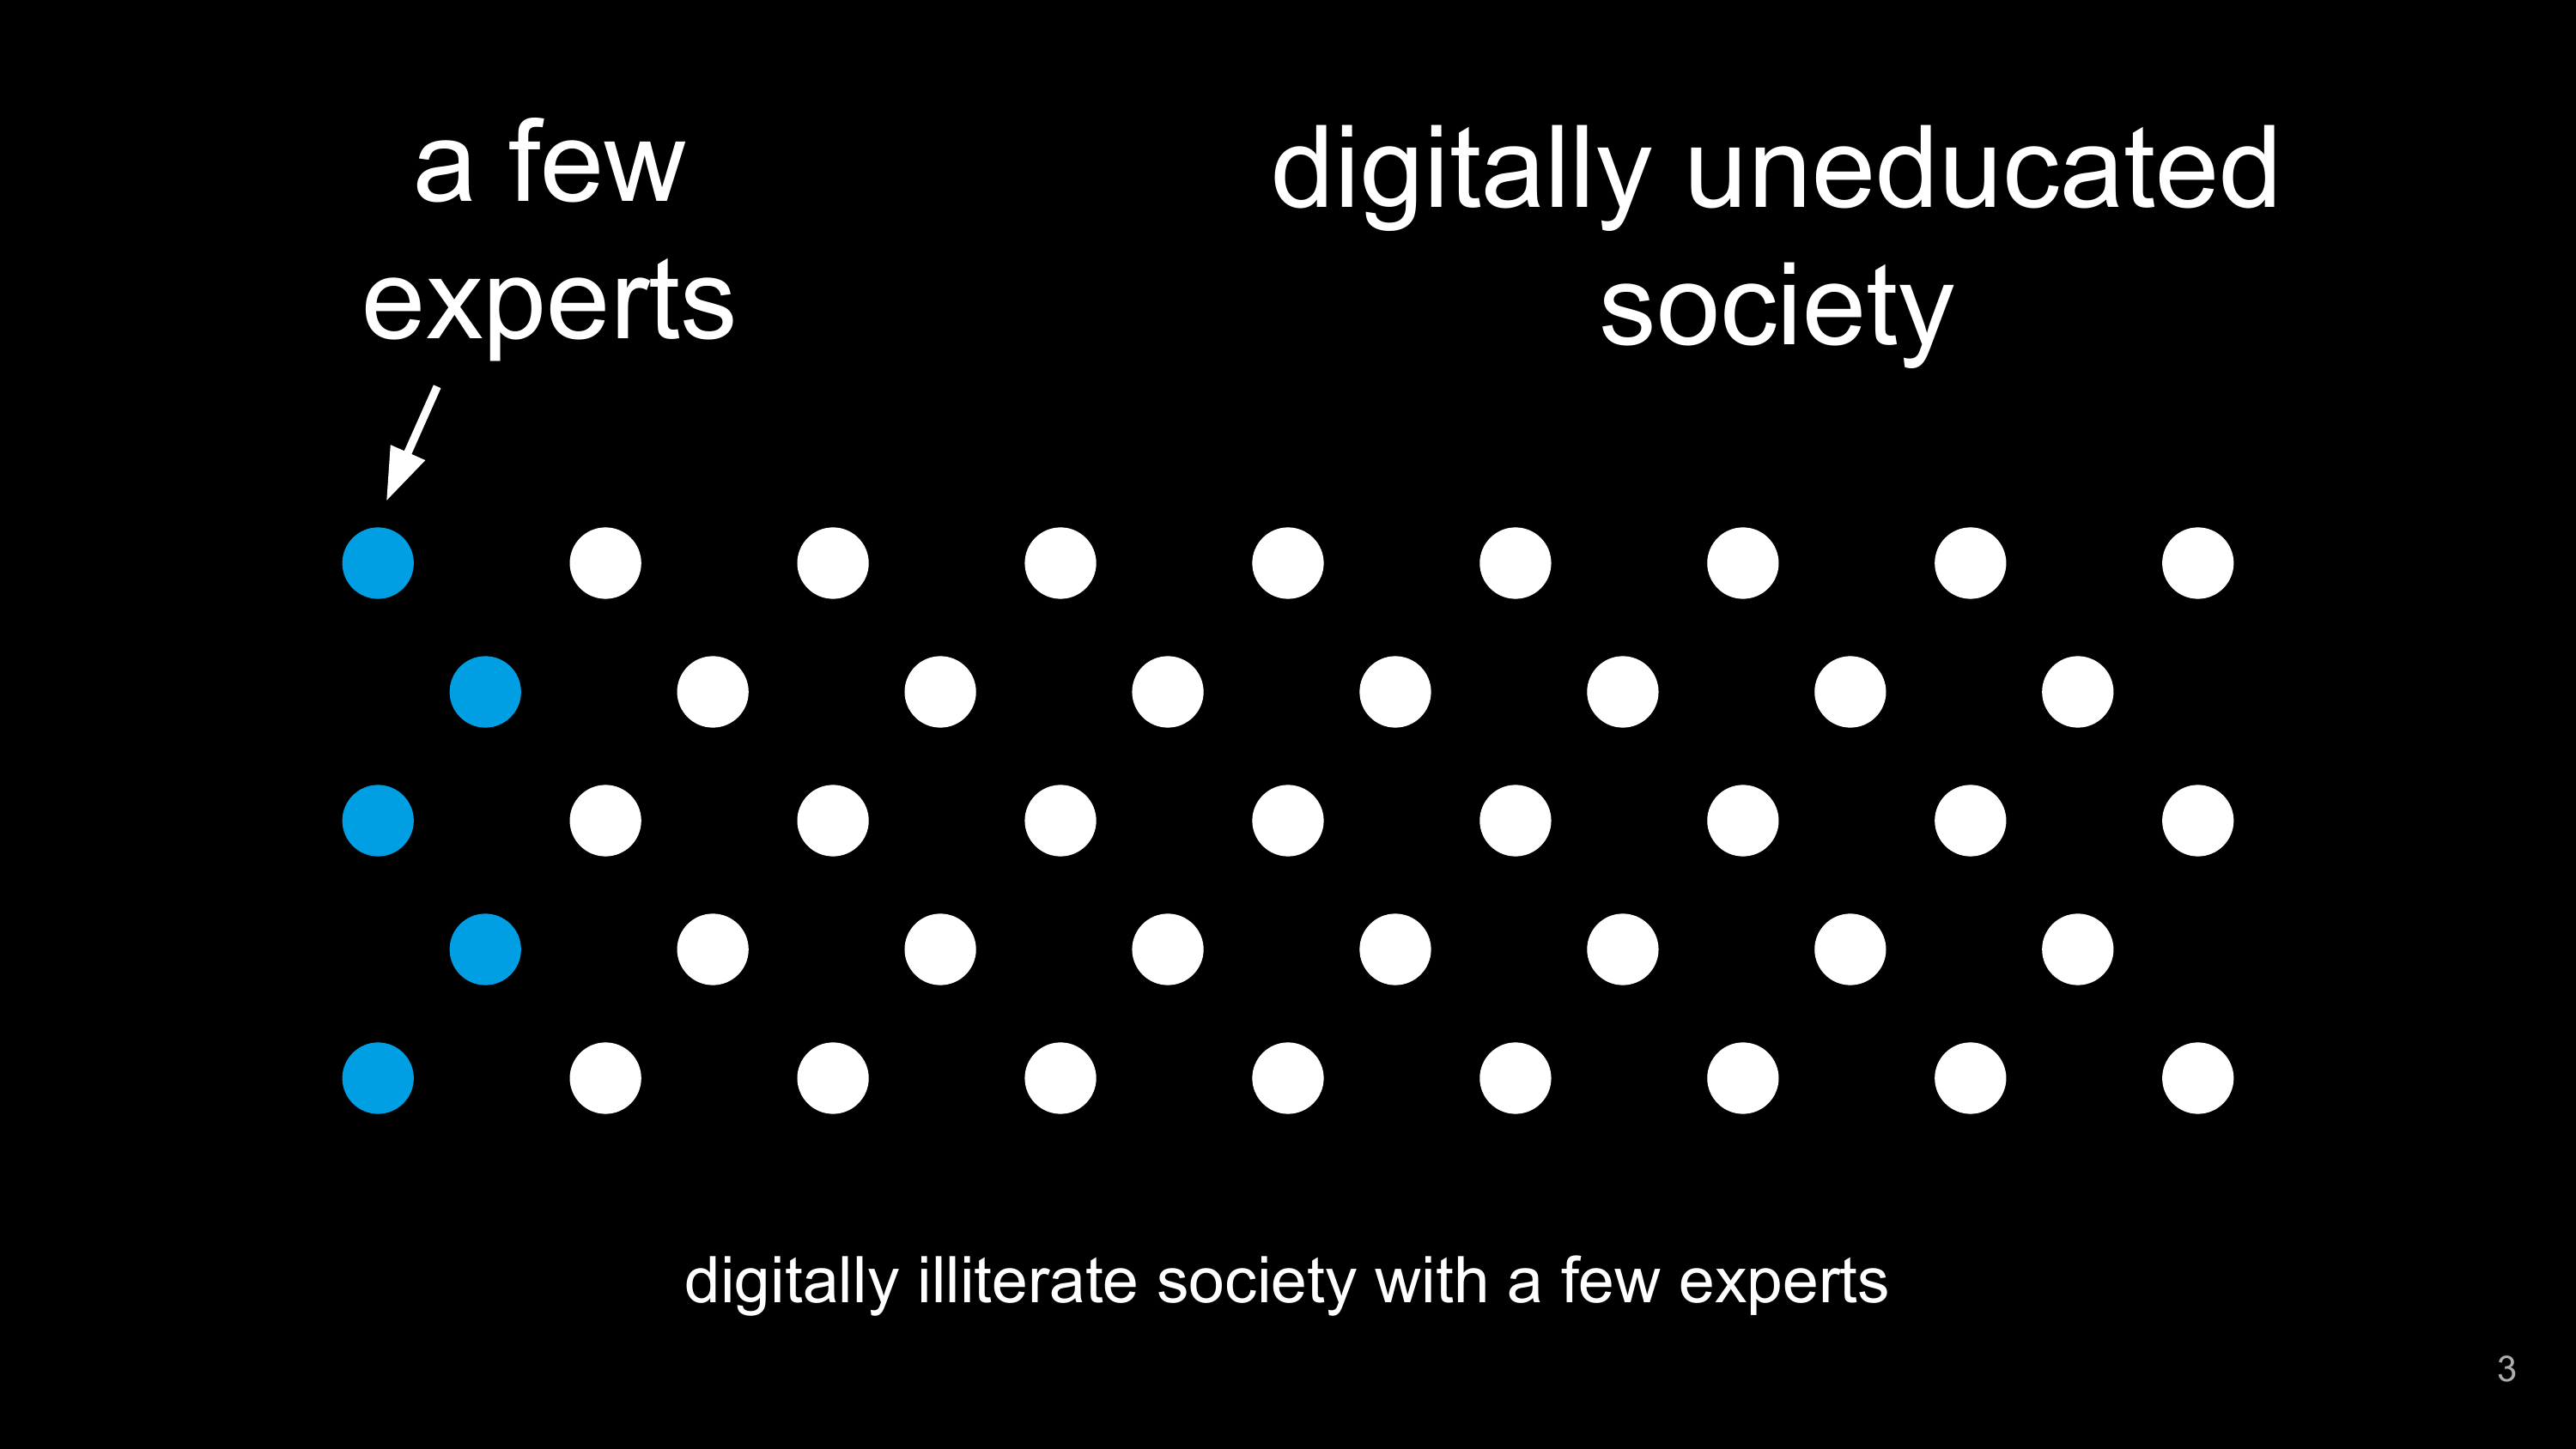 a few
experts
digitally uneducated
society
digitally illiterate society with a few experts
3